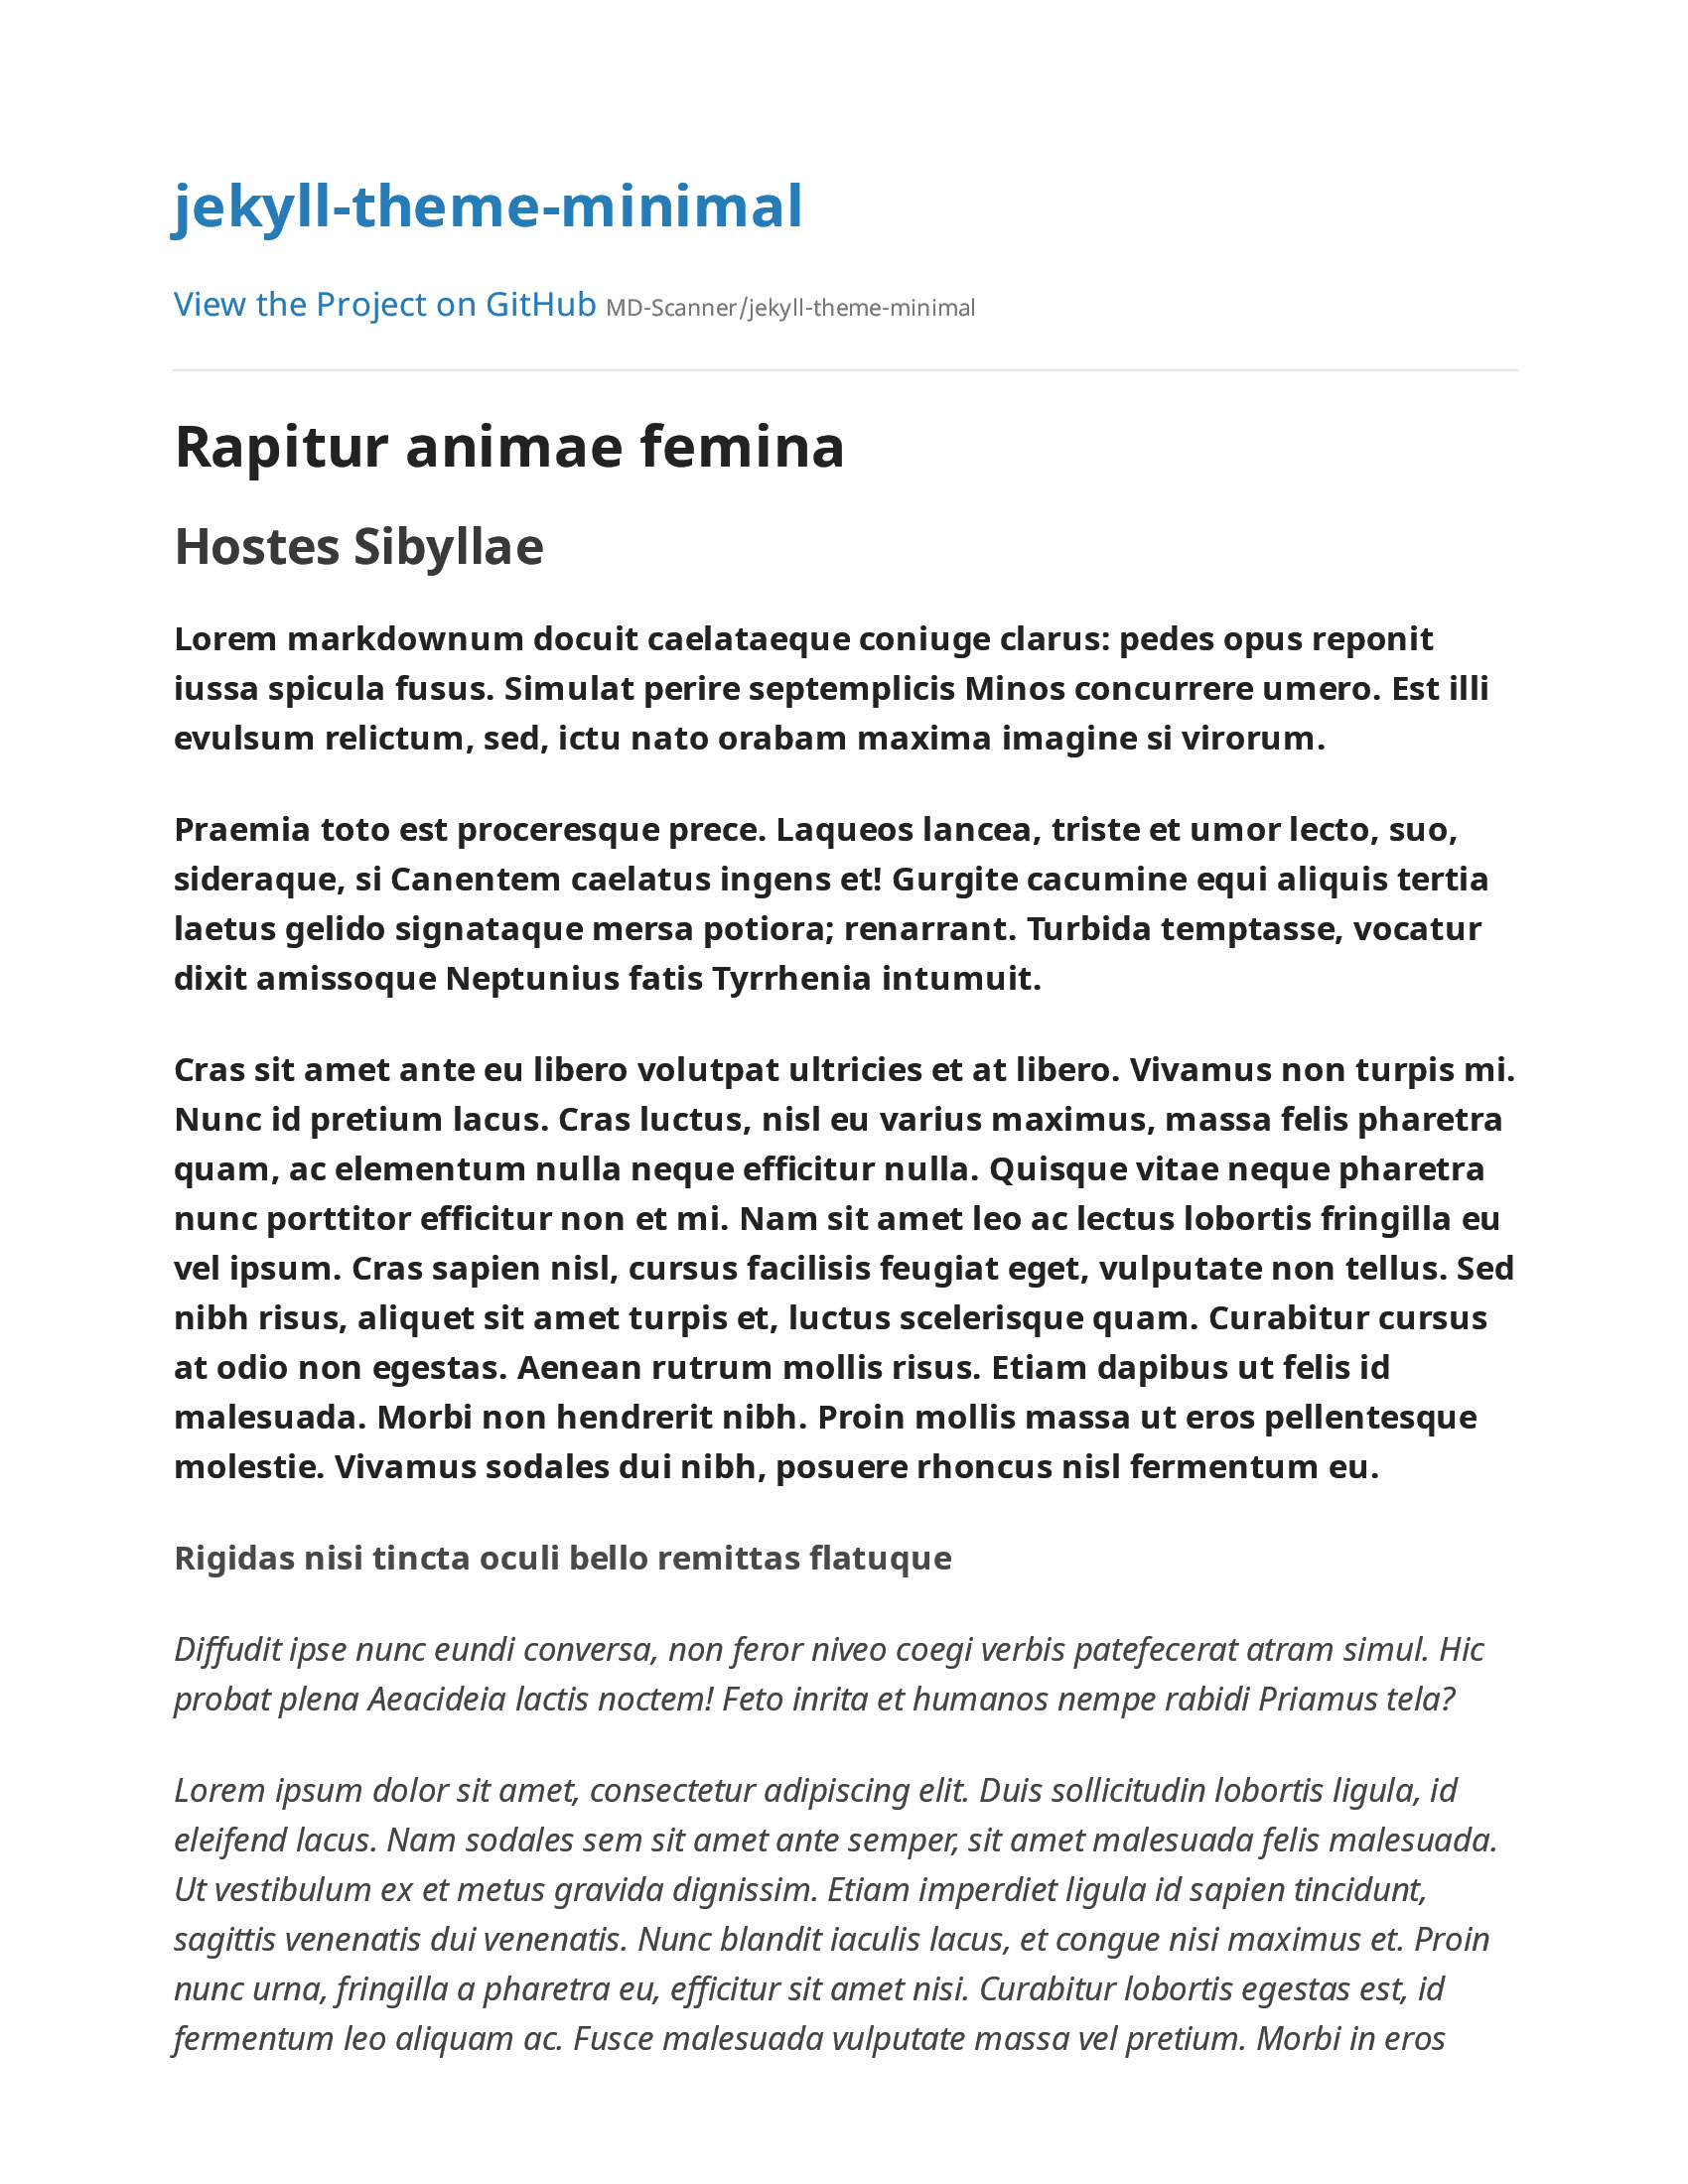 jekyll-theme-minimal
View the Project on GitHub MD-Scanner/jekyll-theme-minimal
Rapitur animae femina
Hostes Sibyllae
Lorem markdownum docuit caelataeque coniuge clarus: pedes opus reponit
iussa spicula fusus. Simulat perire septemplicis Minos concurrere umero. Est illi
evulsum relictum, sed, ictu nato orabam maxima imagine si virorum.
Praemia toto est proceresque prece. Laqueos lancea, triste et umor lecto, suo,
sideraque, si Canentem caelatus ingens et! Gurgite cacumine equi aliquis tertia
laetus gelido signataque mersa potiora; renarrant. Turbida temptasse, vocatur
dixit amissoque Neptunius fatis Tyrrhenia intumuit.
Cras sit amet ante eu libero volutpat ultricies et at libero. Vivamus non turpis mi.
Nunc id pretium lacus. Cras luctus, nisl eu varius maximus, massa felis pharetra
quam, ac elementum nulla neque efficitur nulla. Quisque vitae neque pharetra
nunc porttitor efficitur non et mi. Nam sit amet leo ac lectus lobortis fringilla eu
vel ipsum. Cras sapien nisl, cursus facilisis feugiat eget, vulputate non tellus. Sed
nibh risus, aliquet sit amet turpis et, luctus scelerisque quam. Curabitur cursus
at odio non egestas. Aenean rutrum mollis risus. Etiam dapibus ut felis id
malesuada. Morbi non hendrerit nibh. Proin mollis massa ut eros pellentesque
molestie. Vivamus sodales dui nibh, posuere rhoncus nisl fermentum eu.
Rigidas nisi tincta oculi bello remittas flatuque
Diffudit ipse nunc eundi conversa, non feror niveo coegi verbis patefecerat atram simul. Hic
probat plena Aeacideia lactis noctem! Feto inrita et humanos nempe rabidi Priamus tela?
Lorem ipsum dolor sit amet, consectetur adipiscing elit. Duis sollicitudin lobortis ligula, id
eleifend lacus. Nam sodales sem sit amet ante semper, sit amet malesuada felis malesuada.
Ut vestibulum ex et metus gravida dignissim. Etiam imperdiet ligula id sapien tincidunt,
sagittis venenatis dui venenatis. Nunc blandit iaculis lacus, et congue nisi maximus et. Proin
nunc urna, fringilla a pharetra eu, efficitur sit amet nisi. Curabitur lobortis egestas est, id
fermentum leo aliquam ac. Fusce malesuada vulputate massa vel pretium. Morbi in eros